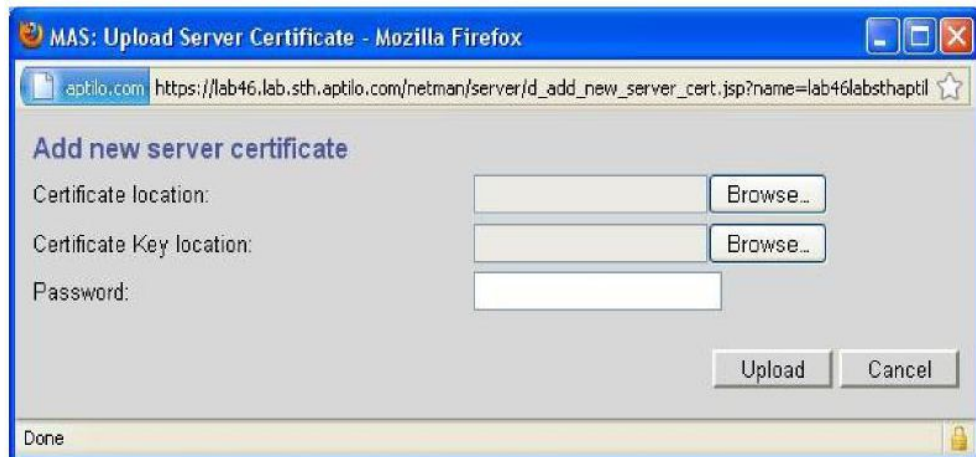 MAS: Upload Server Certificate - Mozilla Firefox
aptilo.com https://lab46.lab.sth.aptilo.com/netman/server/d_add_new_server_cert.jsp?name=lab46labsthaptil
Add new server certificate
Certificate location: Browse...
Certificate Key location: Browse...
Password:
Upload Cancel
Done